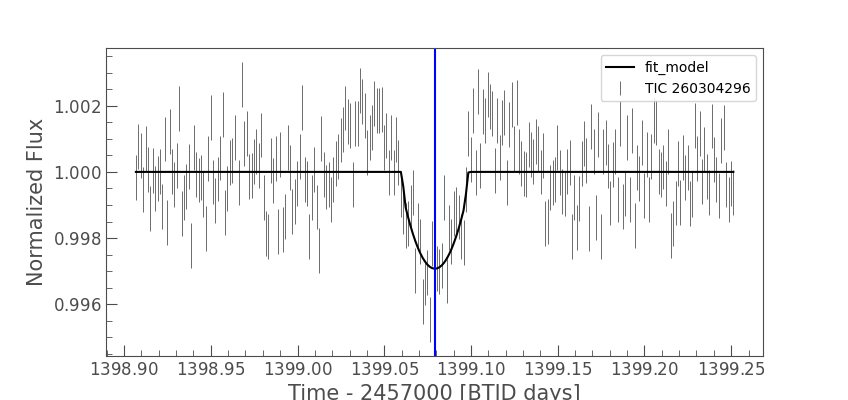 fit_model
TIC 260304296
1.002
1.000
0.998
0.996
Normalized Flux
1398.90 1398.95 1399.00 1399.05 1399.10 1399.15 1399.20 1399.25
Time - 2457000 [BTJD days]